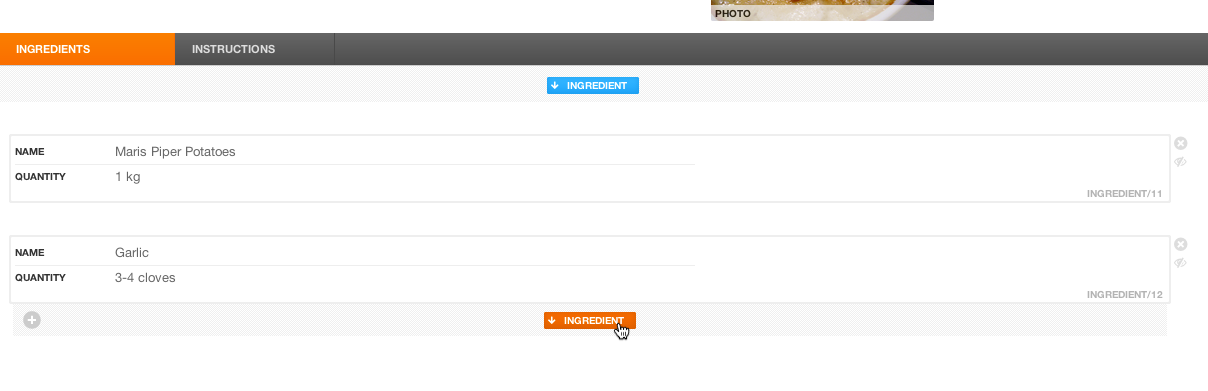 PHOTO
INGREDIENTS INSTRUCTIONS
INGREDIENT
NAME Maris Piper Potatoes
QUANTITY 1 kg
INGREDIENT/11
NAME Garlic
QUANTITY 3-4 cloves
INGREDIENT/12
INGREDIENT